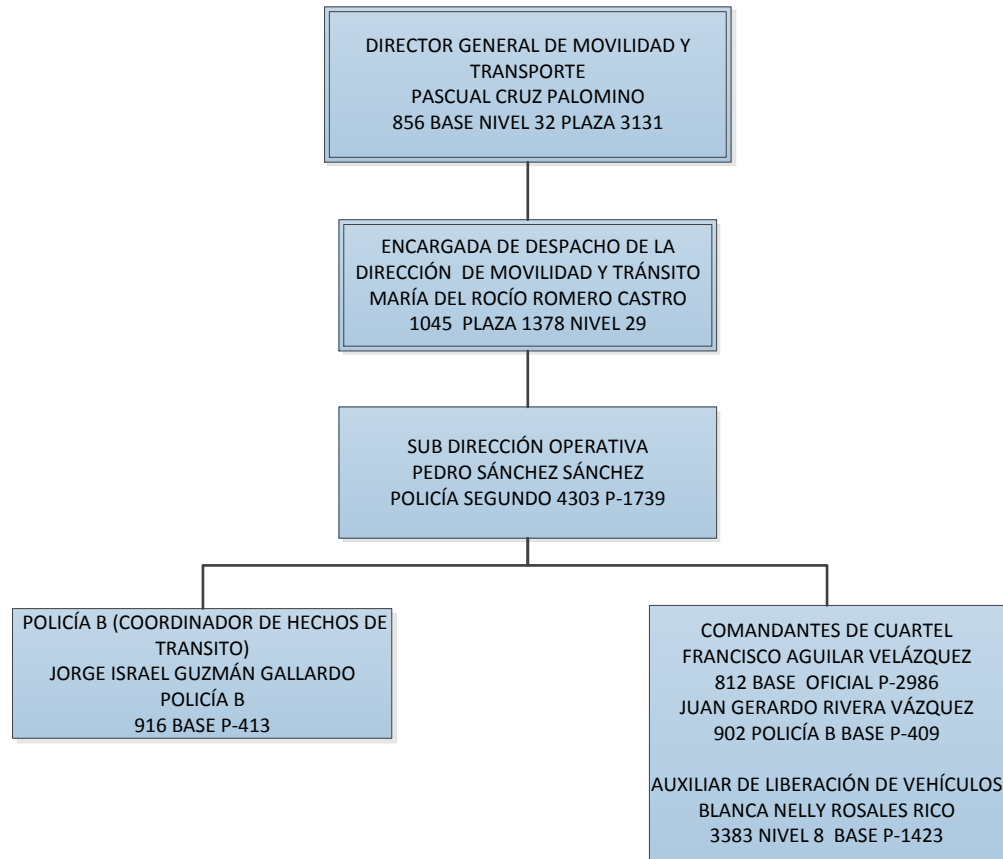 DIRECTOR GENERAL DE MOVILIDAD Y
TRANSPORTE
PASCUAL CRUZ PALOMINO
856 BASE NIVEL 32 PLAZA 3131
ENCARGADA DE DESPACHO DE LA
DIRECCIÓN DE MOVILIDAD Y TRÁNSITO
MARÍA DEL ROCÍO ROMERO CASTRO
1045 PLAZA 1378 NIVEL 29
SUB DIRECCIÓN OPERATIVA
PEDRO SÁNCHEZ SÁNCHEZ
POLICÍA SEGUNDO 4303 P-1739
POLICÍA B (COORDINADOR DE HECHOS DE
TRANSITO)
JORGE ISRAEL GUZMÁN GALLARDO
POLICÍA B
916 BASE P-413
COMANDANTES DE CUARTEL
FRANCISCO AGUILAR VELÁZQUEZ
812 BASE OFICIAL P-2986
JUAN GERARDO RIVERA VÁZQUEZ
902 POLICÍA B BASE P-409
AUXILIAR DE LIBERACIÓN DE VEHÍCULOS
BLANCA NELLY ROSALES RICO
3383 NIVEL 8 BASE P-1423